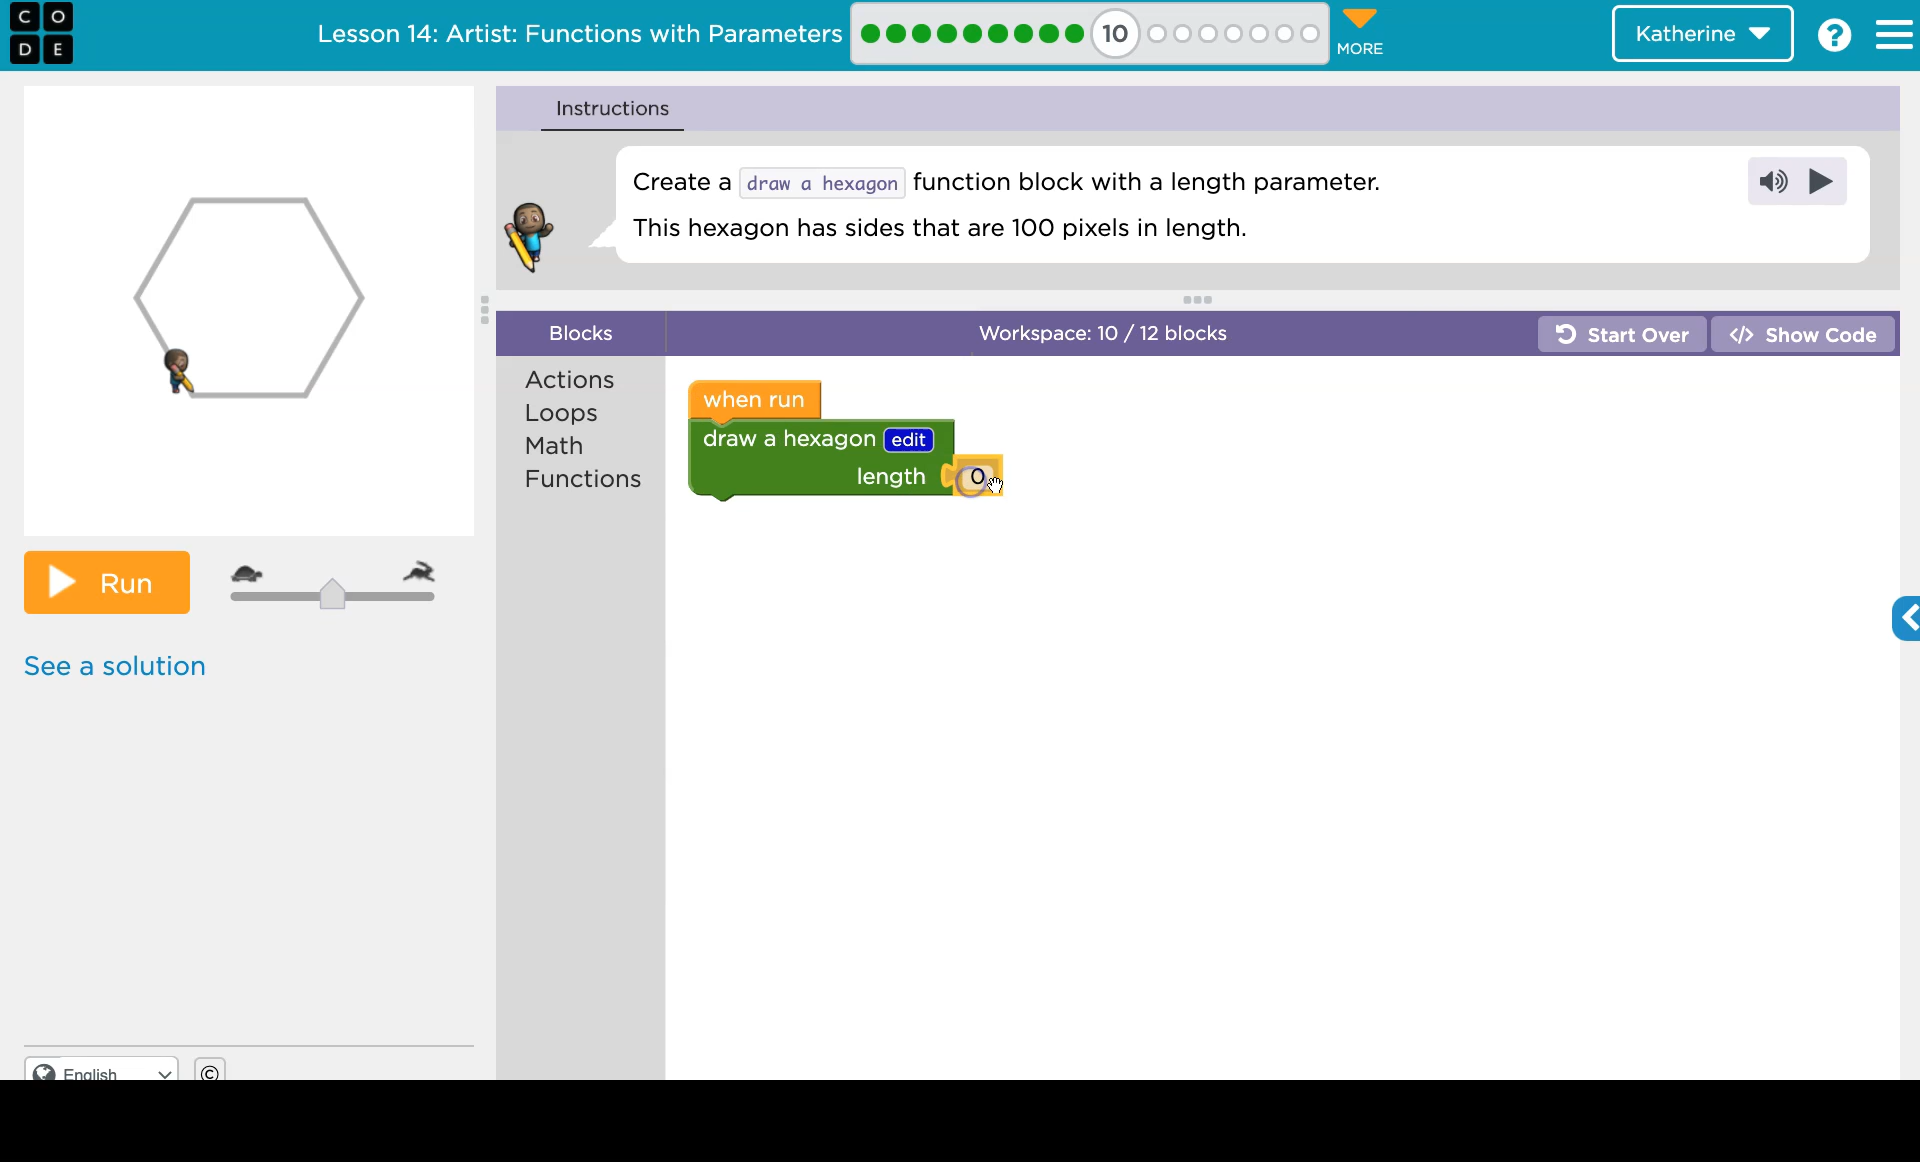 C O
D E
Lesson 14: Artist: Functions with Parameters
10
MORE
Katherine
?
Instructions
Create a draw a hexagon function block with a length parameter.
This hexagon has sides that are 100 pixels in length.
Blocks
Workspace: 10 / 12 blocks
Start Over
</> Show Code
Actions
Loops
Math
Functions
when run
draw a hexagon edit
length 0
Run
See a solution
English
©